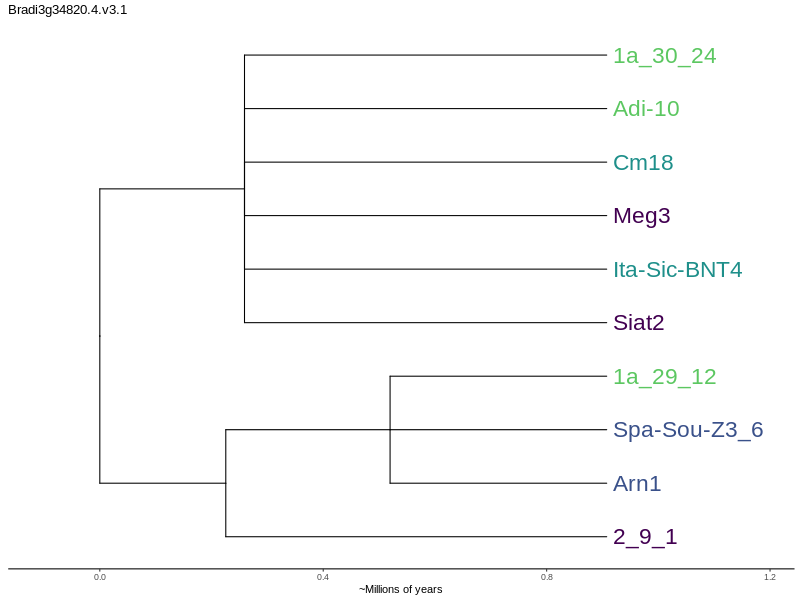 Bradi3g34820.4.v3.1
1a_30_24
Adi-10
Cm18
Meg3
Ita-Sic-BNT4
Siat2
1a_29_12
Spa-Sou-Z3_6
Arn1
2_9_1
0.0 0.4 0.8 1.2
~Millions of years